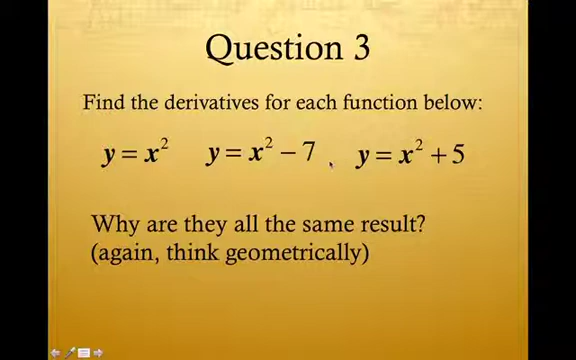 Question 3
Find the derivatives for each function below:
y = x² y = x² − 7 , y = x² + 5
Why are they all the same result?
(again, think geometrically)